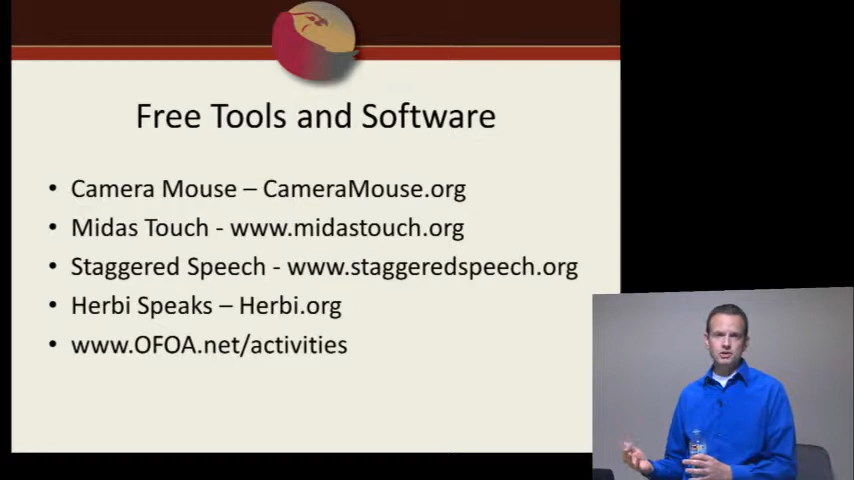 Free Tools and Software
• Camera Mouse – CameraMouse.org
• Midas Touch - www.midastouch.org
• Staggered Speech - www.staggeredspeech.org
• Herbi Speaks – Herbi.org
• www.OFOA.net/activities